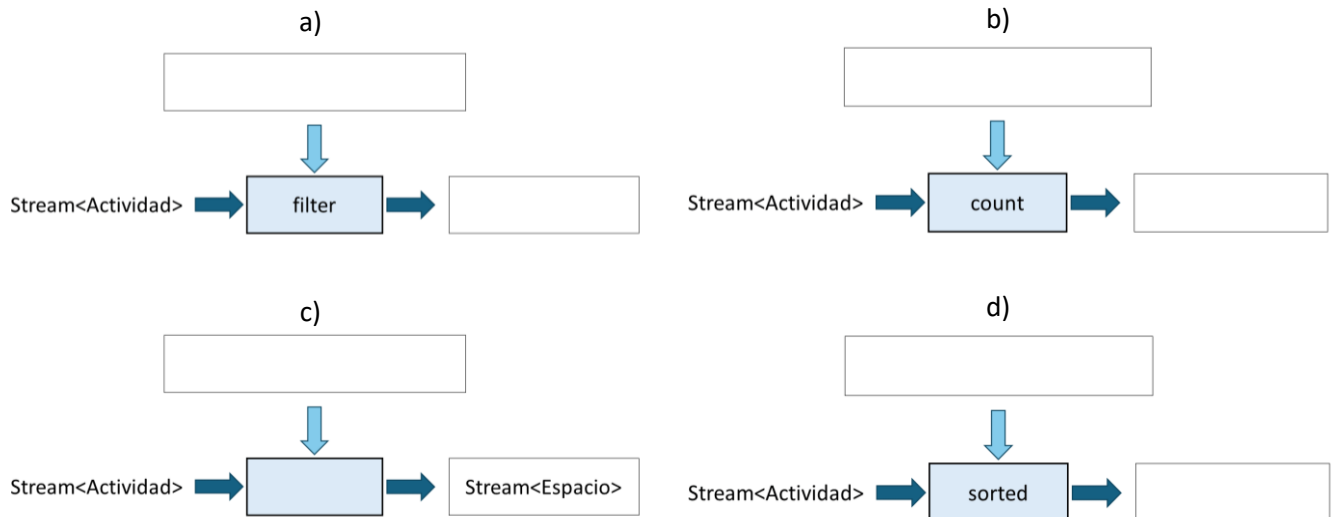 a)
filter
Stream<Actividad>
b)
count
Stream<Actividad>
c)
Stream<Actividad>
Stream<Espacio>
d)
Stream<Actividad>
sorted